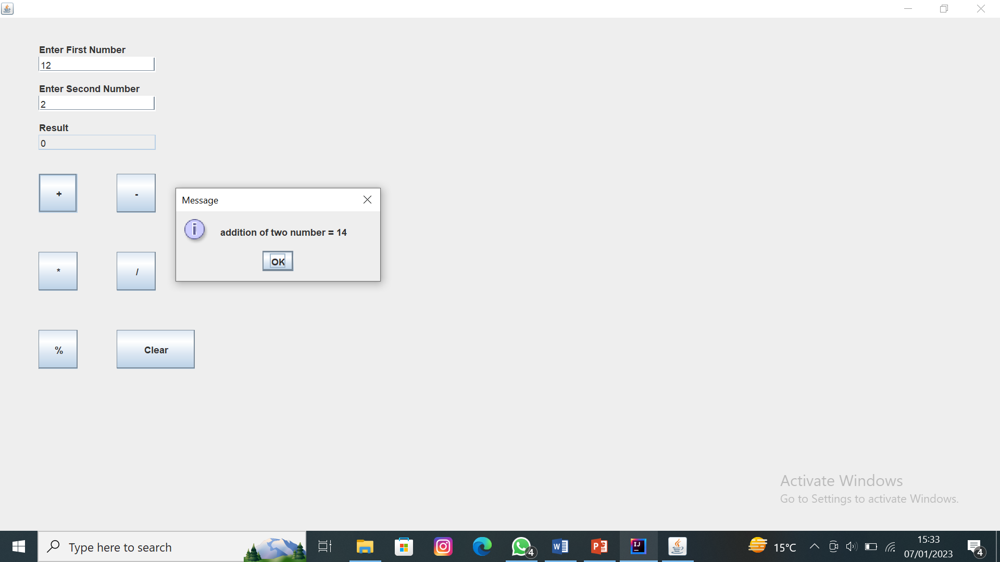 Enter First Number
12
Enter Second Number
2
Result
0
+ -
Message
i addition of two number = 14
OK
* /
% Clear
Activate Windows
Go to Settings to activate Windows.
Type here to search
4
W
P
IJ
15°C
15:33
07/01/2023
4